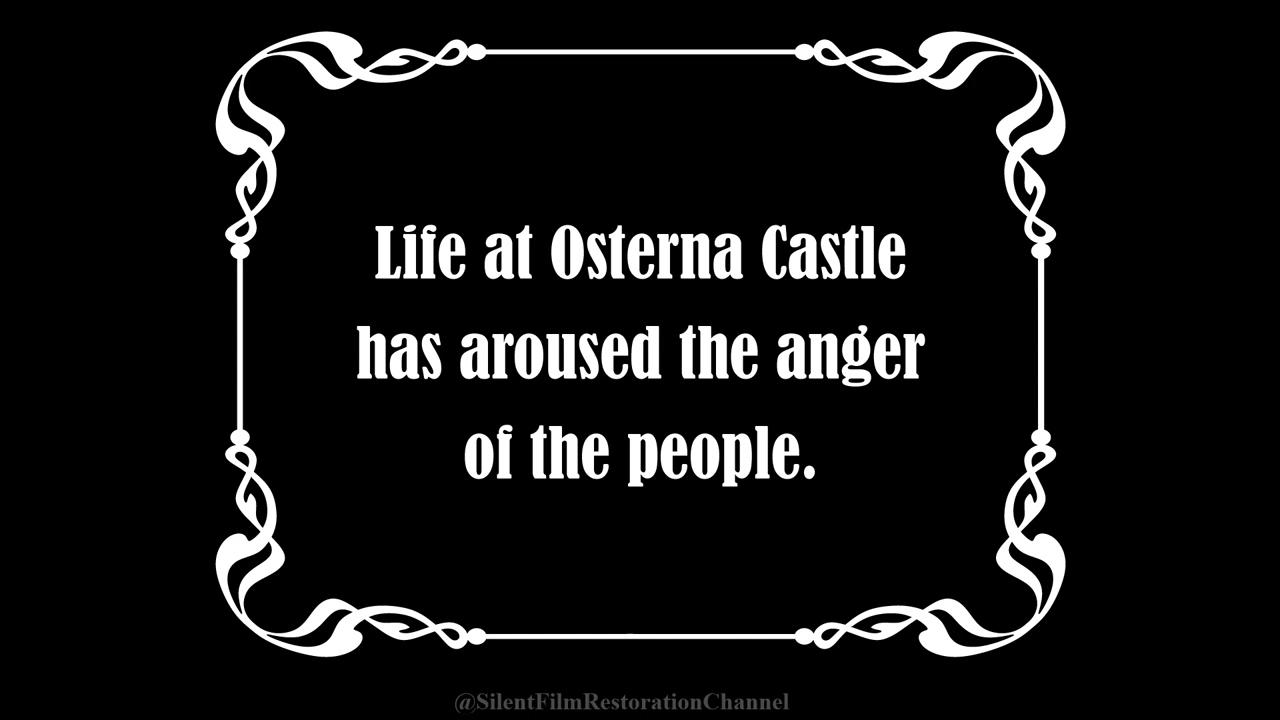 Life at Osterna Castle
has aroused the anger
of the people.
@SilentFilmRestorationChannel